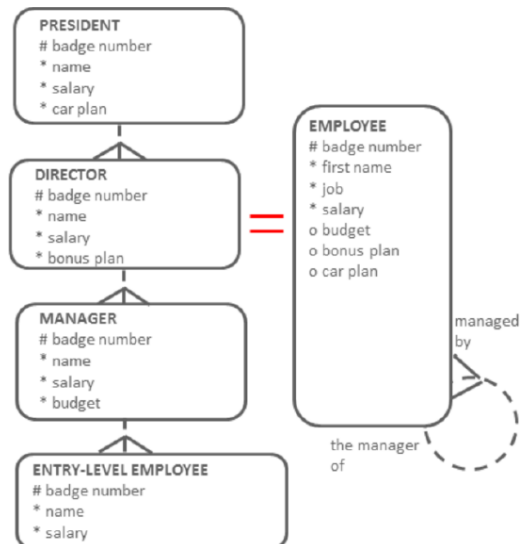 PRESIDENT
# badge number
* name
* salary
* car plan
DIRECTOR
# badge number
* name
* salary
* bonus plan
MANAGER
# badge number
* name
* salary
* budget
ENTRY-LEVEL EMPLOYEE
# badge number
* name
* salary
=
EMPLOYEE
# badge number
* first name
* job
* salary
o budget
o bonus plan
o car plan
managed
by
the manager
of